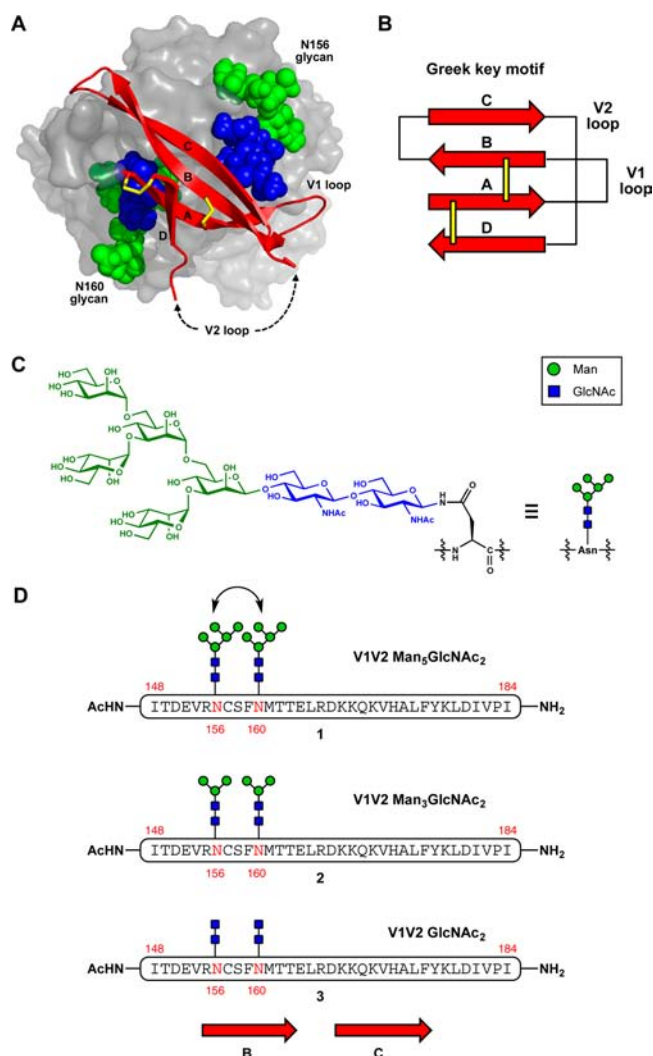 A
N156
glycan
C
B
A
D
V1 loop
N160
glycan
V2 loop
B
Greek key motif
C
B
A
D
V2
loop
V1
loop
C
Man
GlcNAc
HO
OH
HO
HO
O
O
OH
HO
O
O
HO
OH
HO
HO
O
O
OH
HO
O
O
O
HO
OH
HO
HO
O
HO
O
HO
NHAc
O
HO
O
HO
NHAc
H
N
O
N
H
C
O
≡
Asn
D
V1V2 Man5GlcNAc2
148
184
AcHN
ITDEVRNCSFNMTTELRDKKQKVHALFYKLDIVPI
NH2
156
160
1
V1V2 Man3GlcNAc2
148
184
AcHN
ITDEVRNCSFNMTTELRDKKQKVHALFYKLDIVPI
NH2
156
160
2
V1V2 GlcNAc2
148
184
AcHN
ITDEVRNCSFNMTTELRDKKQKVHALFYKLDIVPI
NH2
156
160
3
B
C